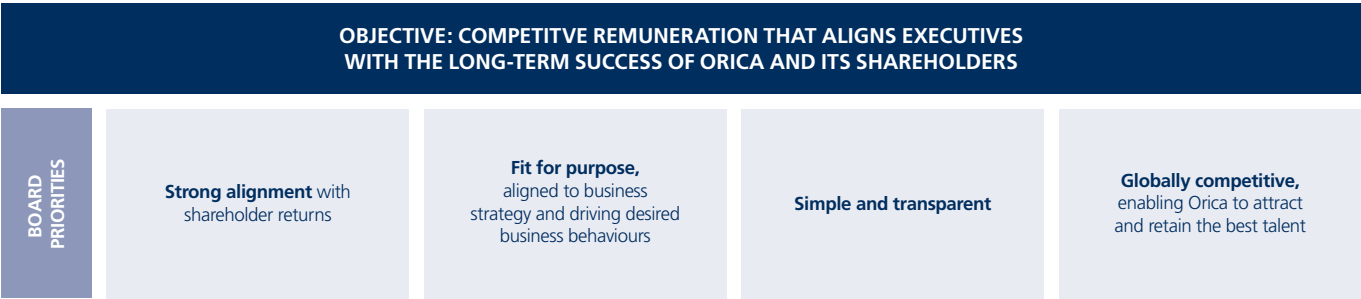 OBJECTIVE: COMPETITVE REMUNERATION THAT ALIGNS EXECUTIVES
WITH THE LONG-TERM SUCCESS OF ORICA AND ITS SHAREHOLDERS
BOARD
PRIORITIES
Strong alignment with
shareholder returns
Fit for purpose,
aligned to business
strategy and driving desired
business behaviours
Simple and transparent
Globally competitive,
enabling Orica to attract
and retain the best talent